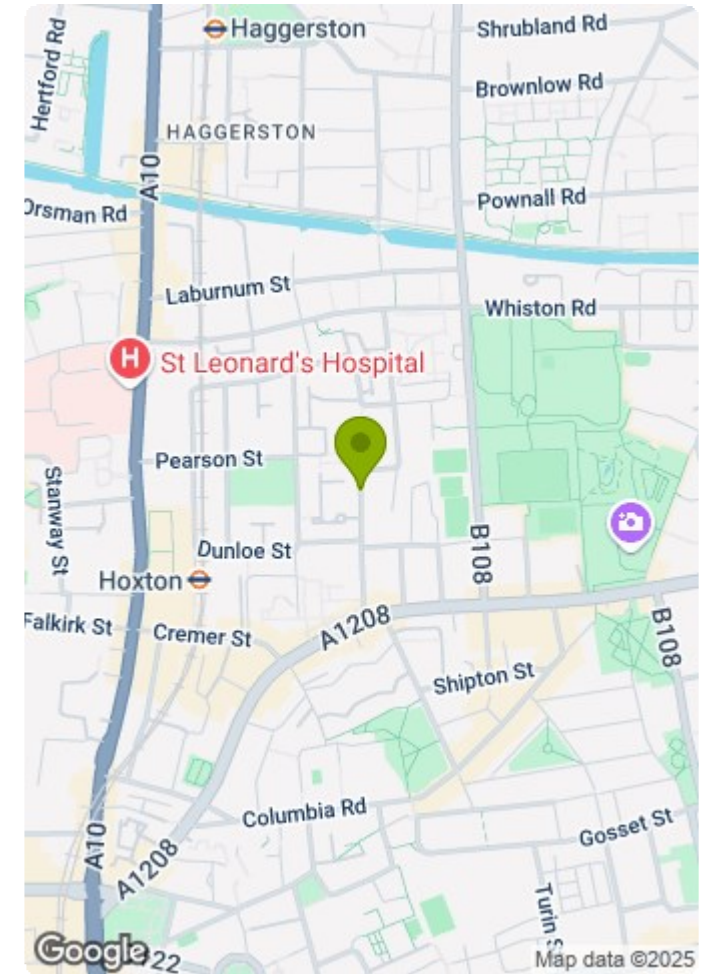 Hertford Rd
Haggerston
Shrubland Rd
Brownlow Rd
HAGGERSTON
A10
Pownall Rd
Orsman Rd
Laburnum St
Whiston Rd
H
St Leonard's Hospital
Pearson St
Stanway St
Dunloe St
B108
Hoxton
Falkirk St
Cremer St
A1208
B108
Shipton St
Columbia Rd
Gosset St
A10
A1208
Turin S
Google
122
Map data ©2025